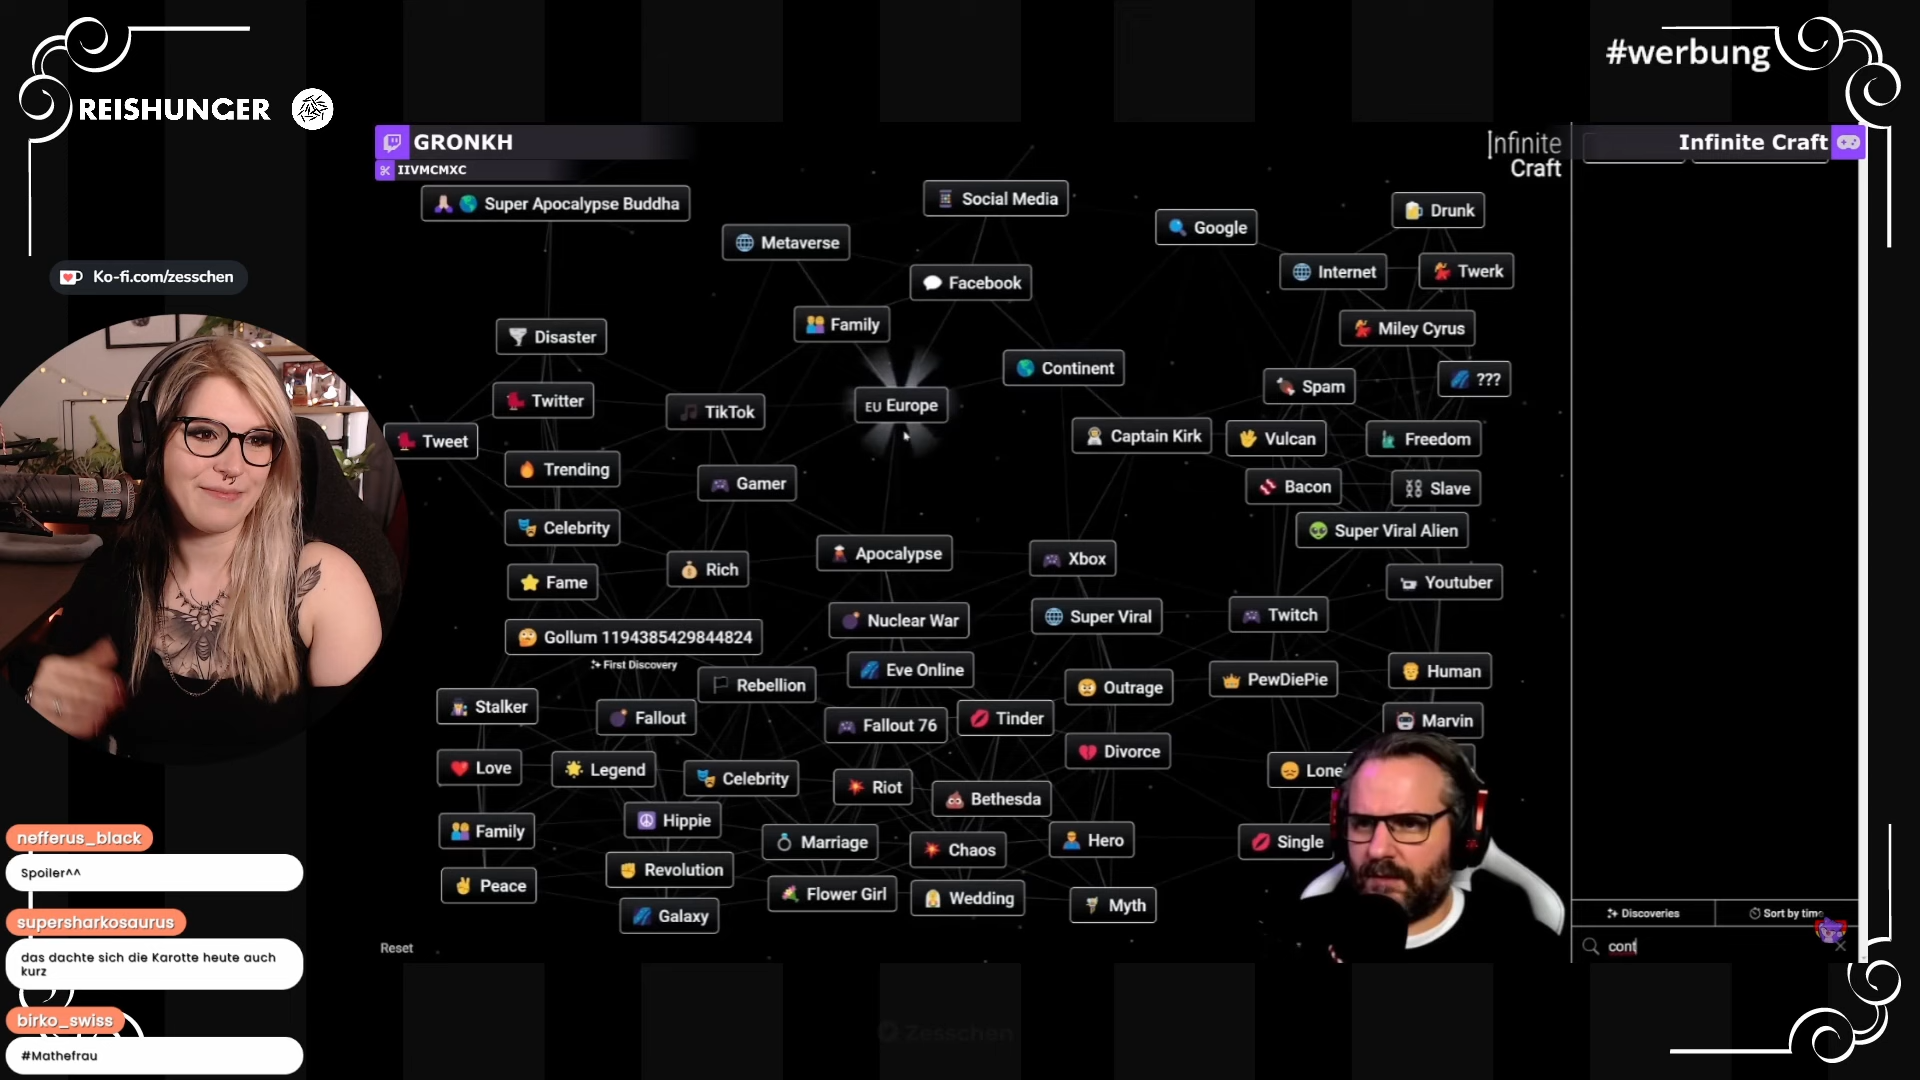 #werbung
REISHUNGER
GRONKH
IIVMCMXC
Infinite Craft
Infinite
Craft
Ko-fi.com/zesschen
Super Apocalypse Buddha
Social Media
Drunk
Google
Metaverse
Internet
Twerk
Facebook
Family
Miley Cyrus
Disaster
Continent
???
Spam
Twitter
EU Europe
TikTok
Captain Kirk
Vulcan
Freedom
Tweet
Trending
Gamer
Bacon
Slave
Celebrity
Super Viral Alien
Apocalypse
Xbox
Rich
Fame
Youtuber
Nuclear War
Super Viral
Twitch
Gollum 1194385429844824
First Discovery
Eve Online
Human
Rebellion
Outrage
PewDiePie
Stalker
Fallout
Fallout 76
Tinder
Marvin
Divorce
Love
Legend
Celebrity
Lone
Riot
Bethesda
Family
Hippie
Marriage
Chaos
Hero
Single
Peace
Revolution
Flower Girl
Wedding
Myth
Galaxy
Reset
Discoveries
Sort by time
cont
nefferus_black
Spoiler^^
supersharkosaurus
das dachte sich die Karotte heute auch
kurz
birko_swiss
#Mathefrau
Zesschen